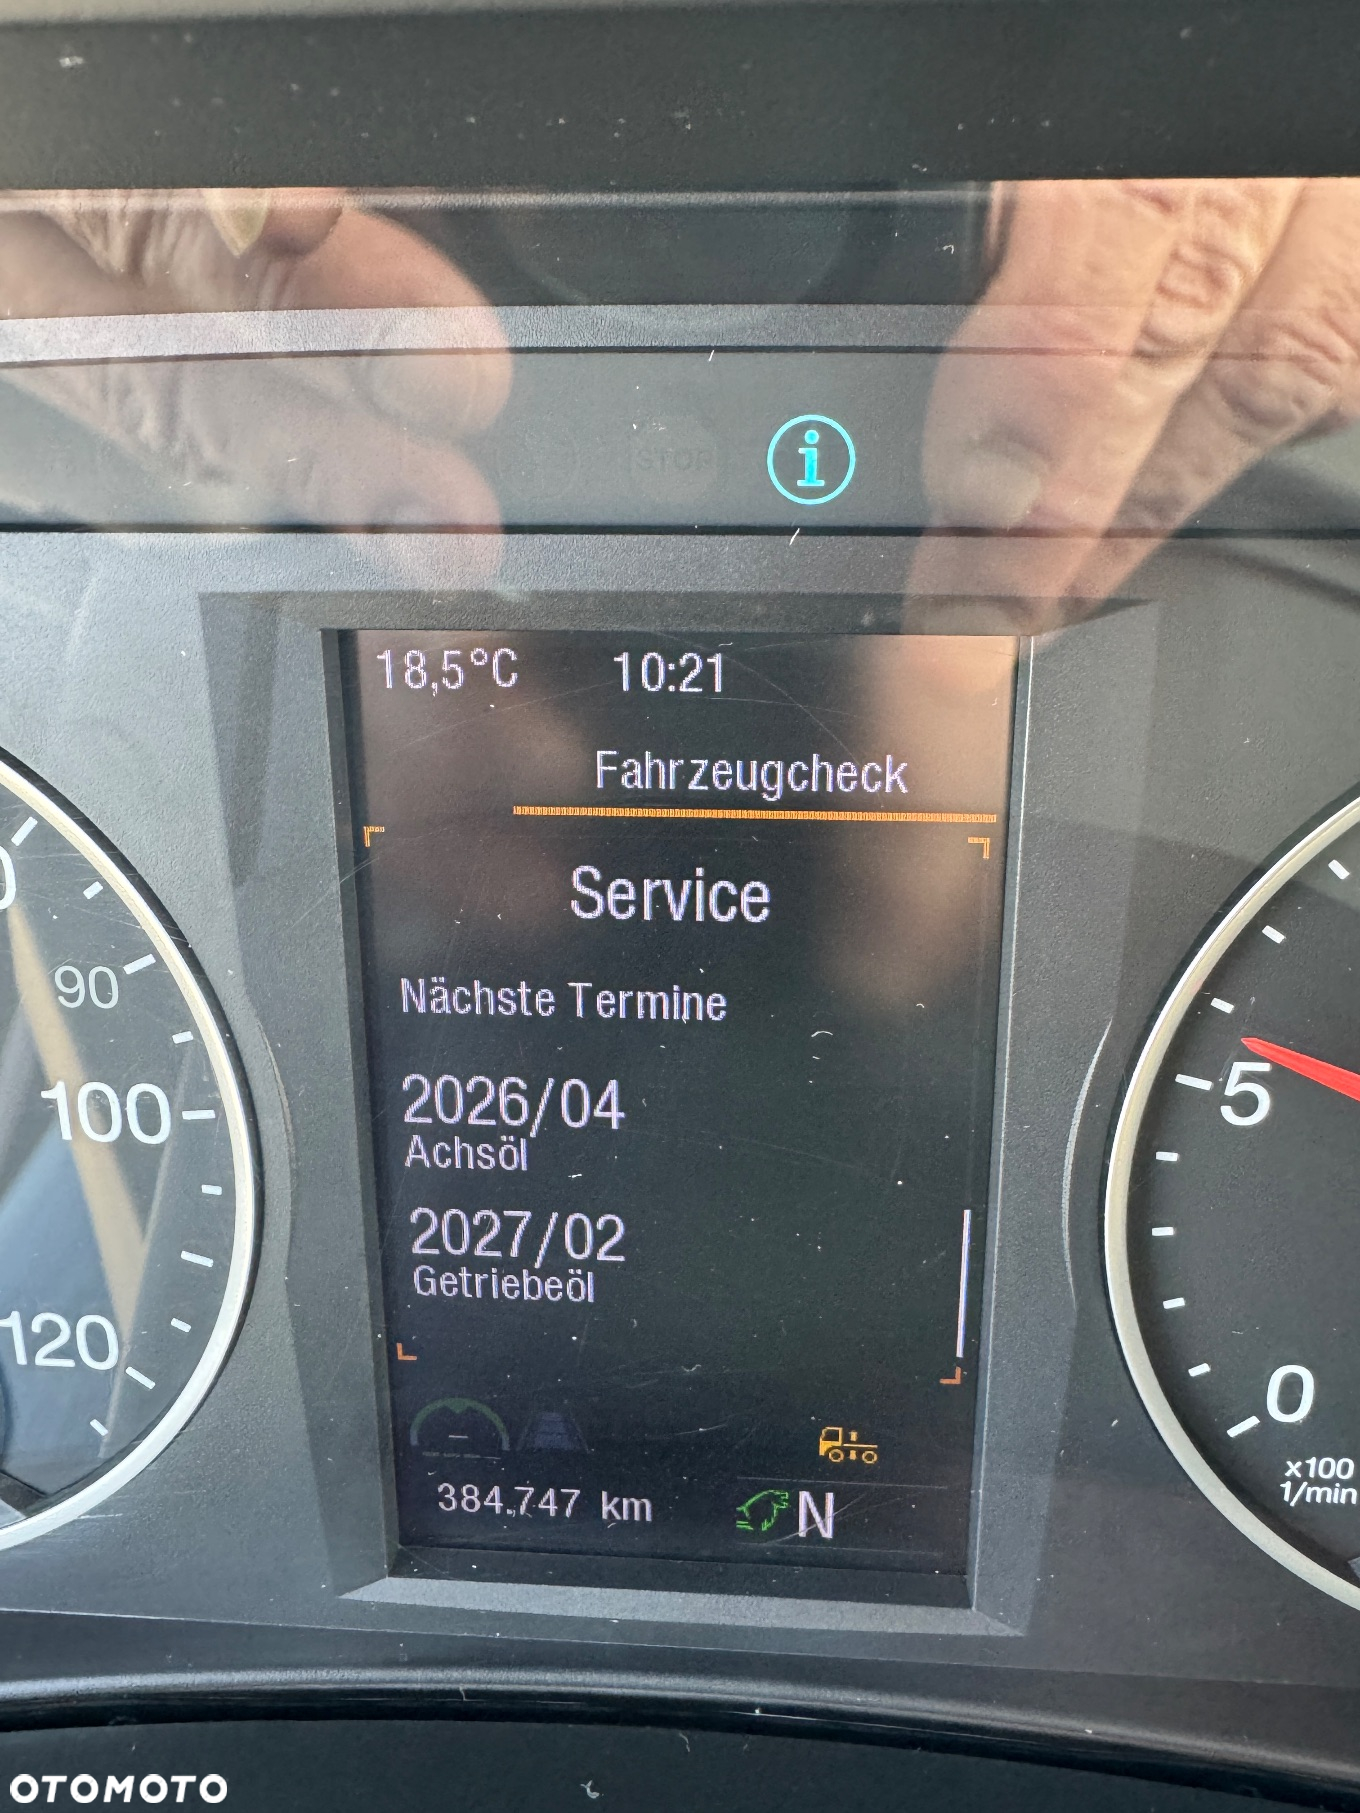 STOP
18,5°C 10:21
Fahrzeugcheck
Service
Nächste Termine
2026/04
Achsöl
2027/02
Getriebeöl
384.747 km N
90
100
120
5
0
x100
1/min
OTOMOTO